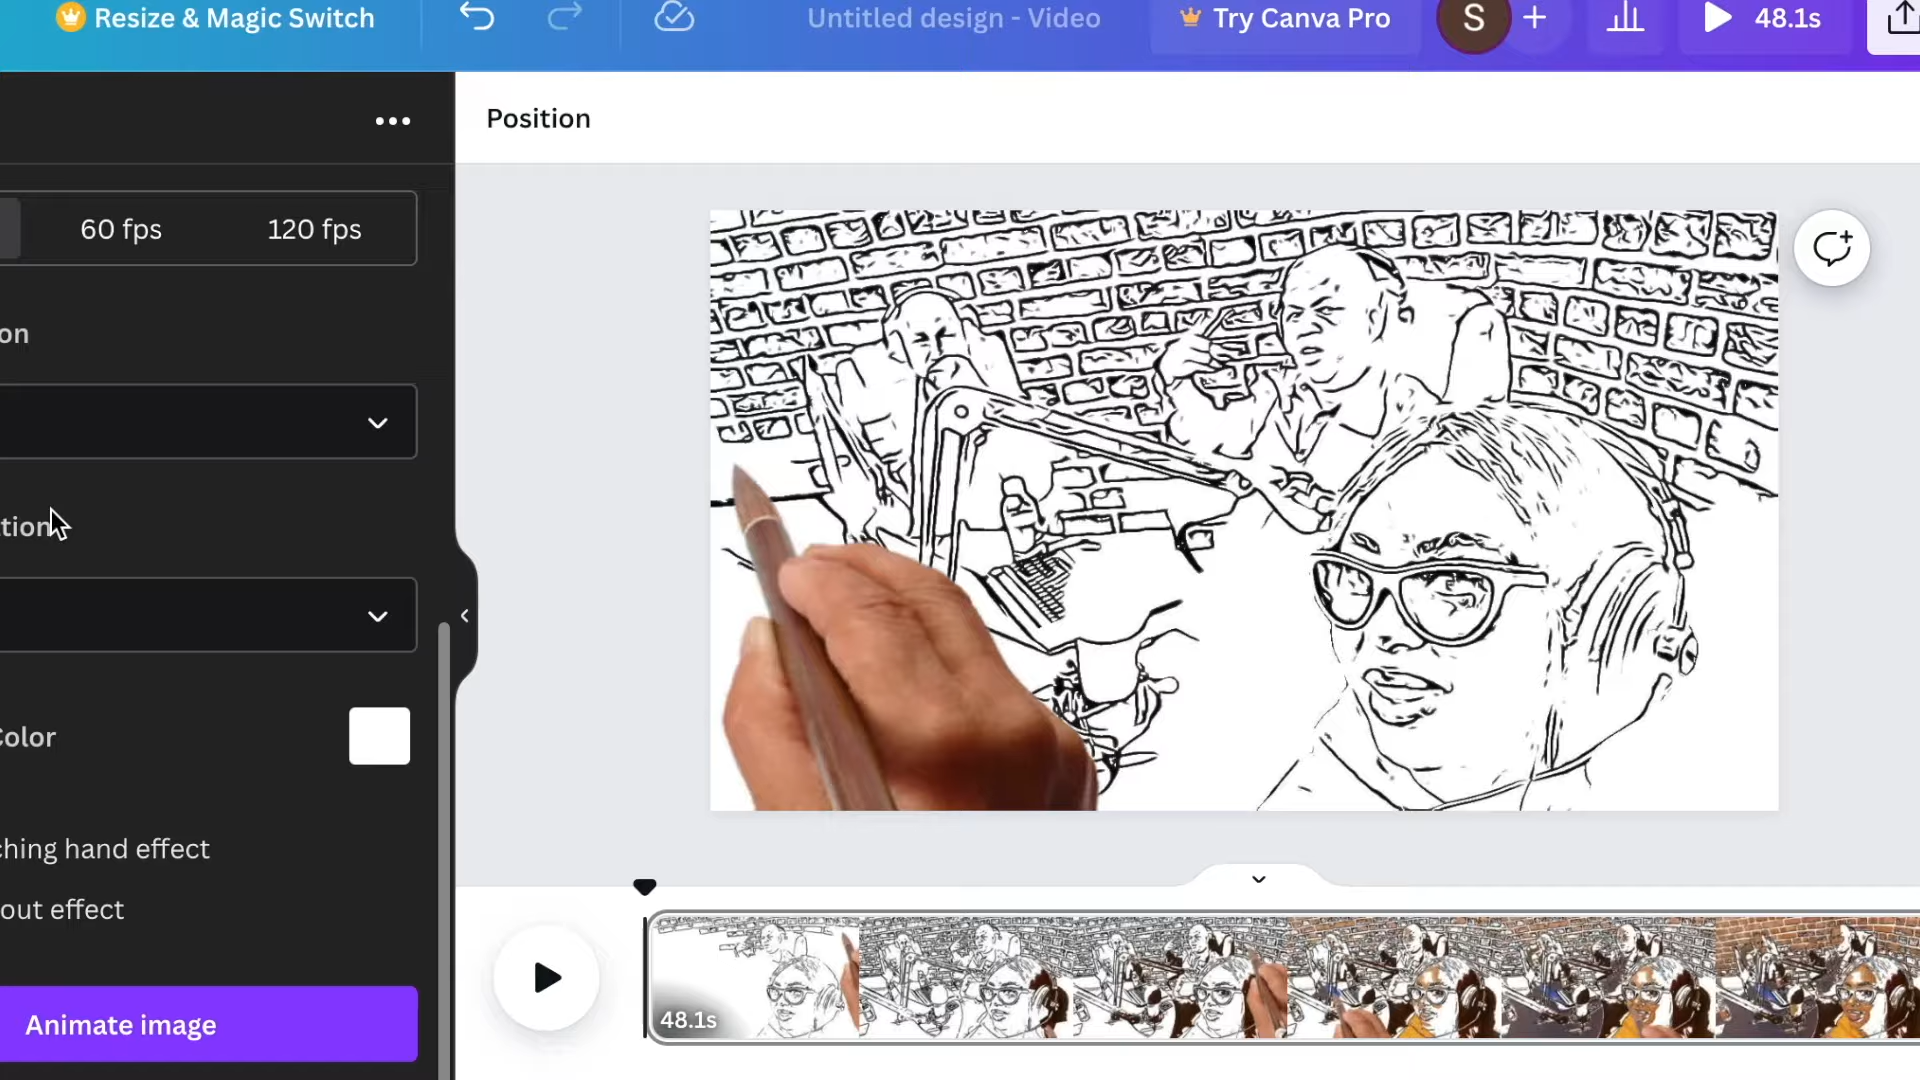 Resize & Magic Switch
Untitled design - Video
Try Canva Pro
S
48.1s
Position
60 fps
120 fps
on
tion
Color
ching hand effect
out effect
Animate image
48.1s